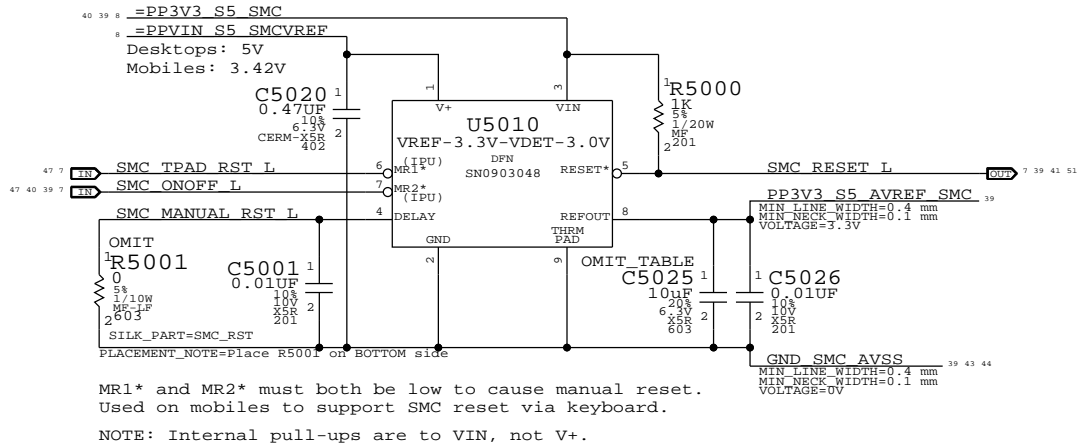 40 39 8 =PP3V3_S5_SMC
8 =PPVIN_S5_SMCVREF
Desktops: 5V
Mobiles: 3.42V
C5020 1
0.47UF
10%
6.3V
CERM-X5R 2
402
1
V+
3
VIN
U5010
VREF-3.3V-VDET-3.0V
DFN
SN0903048
1
R5000
1K
5%
1/20W
MF
201
2
47 7 IN SMC_TPAD_RST_L 6 MR1* (IPU)
47 40 39 7 IN SMC_ONOFF_L 7 MR2* (IPU)
RESET* 5 SMC_RESET_L OUT 7 39 41 51
SMC_MANUAL_RST_L 4 DELAY
REFOUT 8
PP3V3_S5_AVREF_SMC 39
MIN_LINE_WIDTH=0.4 mm
MIN_NECK_WIDTH=0.1 mm
VOLTAGE=3.3V
GND
2
THRM
PAD
9
OMIT
1
R5001
0
5%
1/10W
MF-LF
603
2
SILK_PART=SMC_RST
PLACEMENT_NOTE=Place R5001 on BOTTOM side
C5001 1
0.01UF
10%
10V
X5R
201
2
OMIT_TABLE
C5025 1
10uF
20%
6.3V
X5R
603
2
1 C5026
0.01UF
10%
10V
X5R
201
2
GND_SMC_AVSS 39 43 44
MIN_LINE_WIDTH=0.4 mm
MIN_NECK_WIDTH=0.1 mm
VOLTAGE=0V
MR1* and MR2* must both be low to cause manual reset.
Used on mobiles to support SMC reset via keyboard.
NOTE: Internal pull-ups are to VIN, not V+.